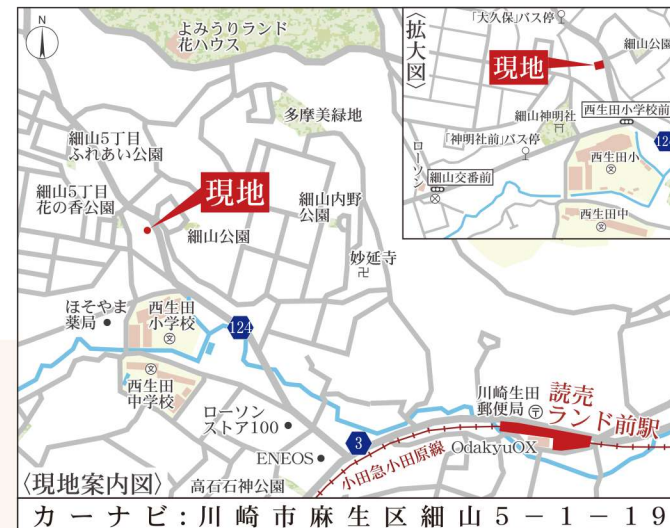 N
よみうりランド
花ハウス
多摩美緑地
細山5丁目
ふれあい公園
細山5丁目
花の香公園
現地
細山公園
細山内野
公園
妙延寺
ほそやま
薬局
西生田
小学校
124
西生田
中学校
ローソン
ストア100
ENEOS
3
高石石神公園
小田急小田原線
川崎生田
郵便局
OdakyuOX
読売
ランド前駅
〈現地案内図〉
〈拡大図〉
「大久保」バス停
細山公園
現地
細山神明社
西生田小学校前
「神明社前」バス停
124
ローソン
細山交番前
西生田小
西生田中
カーナビ:川崎市麻生区細山5-1-19